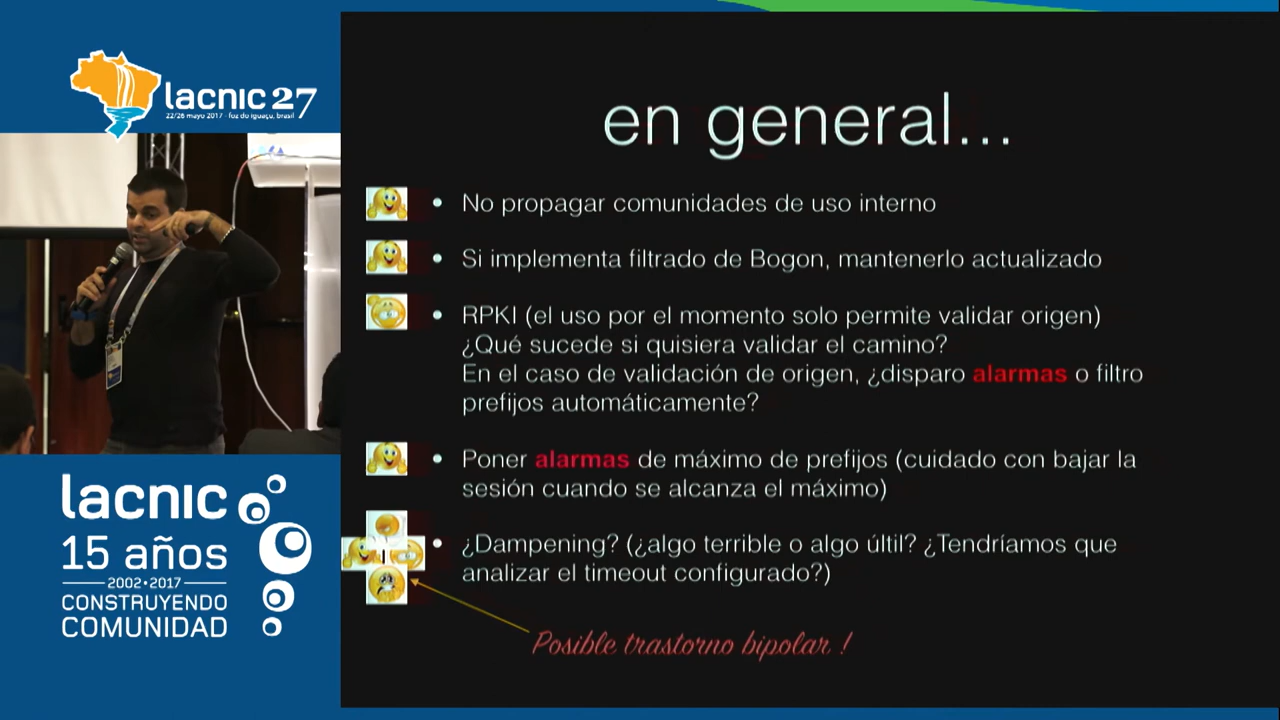 lacnic 27
22/26 mayo 2017 - foz do iguaçu, brasil
lacnic
15 años
2002•2017
CONSTRUYENDO
COMUNIDAD
en general...
• No propagar comunidades de uso interno
• Si implementa filtrado de Bogon, mantenerlo actualizado
• RPKI (el uso por el momento solo permite validar origen)
¿Qué sucede si quisiera validar el camino?
En el caso de validación de origen, ¿disparo alarmas o filtro
prefijos automáticamente?
• Poner alarmas de máximo de prefijos (cuidado con bajar la
sesión cuando se alcanza el máximo)
• ¿Dampening? (¿algo terrible o algo últil? ¿Tendríamos que
analizar el timeout configurado?)
Posible trastorno bipolar !